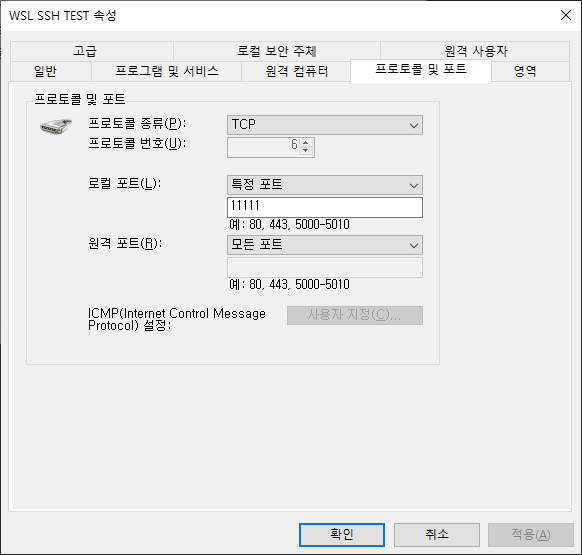 WSL SSH TEST 속성
고급 로컬 보안 주체 원격 사용자
일반 프로그램 및 서비스 원격 컴퓨터 프로토콜 및 포트 영역
프로토콜 및 포트
프로토콜 종류(P): TCP
프로토콜 번호(U): 6
로컬 포트(L): 특정 포트
11111
예: 80, 443, 5000-5010
원격 포트(R): 모든 포트
예: 80, 443, 5000-5010
ICMP(Internet Control Message
Protocol) 설정: 사용자 지정(C)...
확인 취소 적용(A)